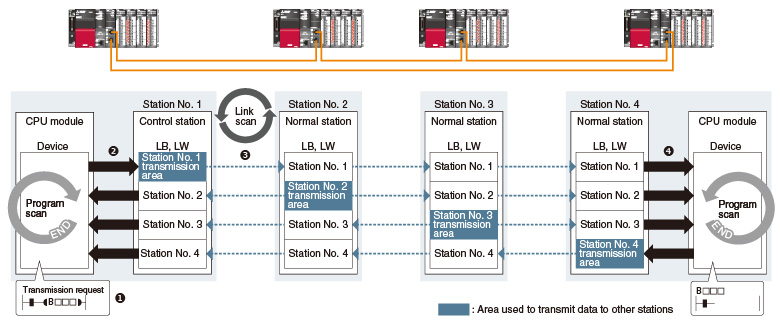 Station No. 1
Station No. 2
Station No. 3
Station No. 4
Link
scan
CPU module
Control station
Normal station
Normal station
Normal station
CPU module
Device
❷
LB, LW
❸
LB, LW
LB, LW
LB, LW
❹
Device
Station No. 1
transmission
area
Station No. 1
Station No. 1
Station No. 1
Program
scan
END
Station No. 2
Station No. 2
transmission
area
Station No. 2
Station No. 2
Program
scan
END
Station No. 3
Station No. 3
Station No. 3
transmission
area
Station No. 3
Station No. 4
Station No. 4
Station No. 4
Station No. 4
transmission
area
Transmission request
B□□□
❶
B□□□
: Area used to transmit data to other stations